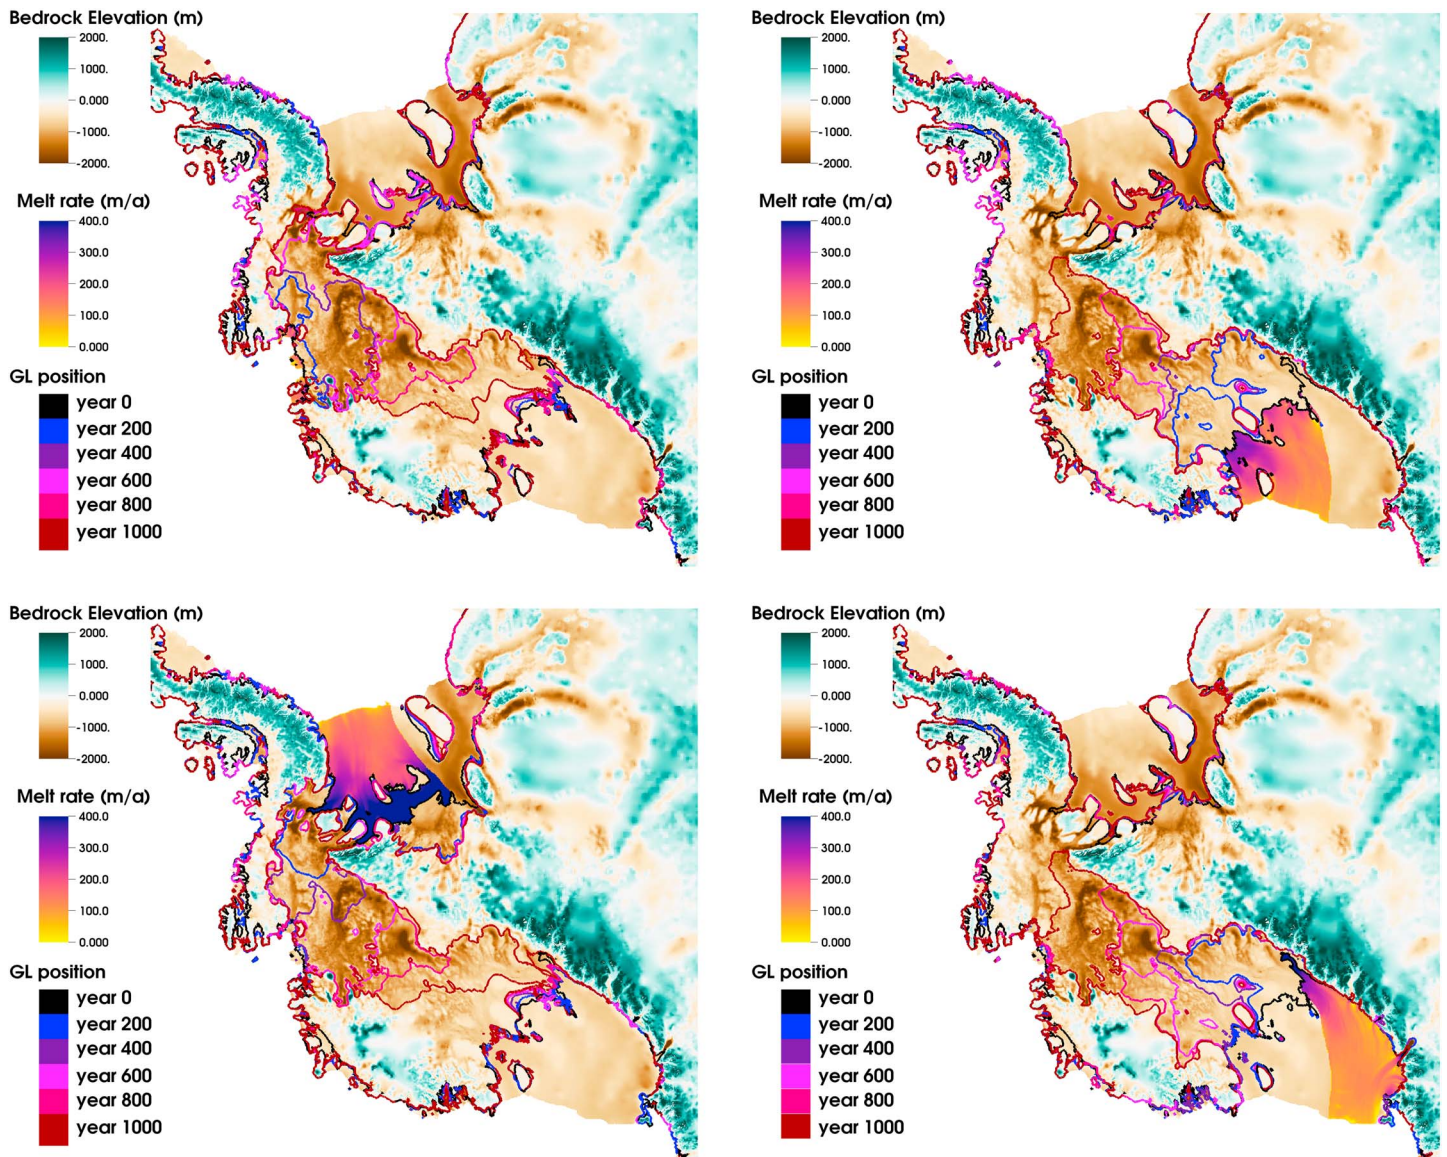 Bedrock Elevation (m)
2000.
1000.
0.000
-1000.
-2000.
Melt rate (m/a)
400.0
300.0
200.0
100.0
0.000
GL position
year 0
year 200
year 400
year 600
year 800
year 1000
Bedrock Elevation (m)
2000.
1000.
0.000
-1000.
-2000.
Melt rate (m/a)
400.0
300.0
200.0
100.0
0.000
GL position
year 0
year 200
year 400
year 600
year 800
year 1000
Bedrock Elevation (m)
2000.
1000.
0.000
-1000.
-2000.
Melt rate (m/a)
400.0
300.0
200.0
100.0
0.000
GL position
year 0
year 200
year 400
year 600
year 800
year 1000
Bedrock Elevation (m)
2000.
1000.
0.000
-1000.
-2000.
Melt rate (m/a)
400.0
300.0
200.0
100.0
0.000
GL position
year 0
year 200
year 400
year 600
year 800
year 1000